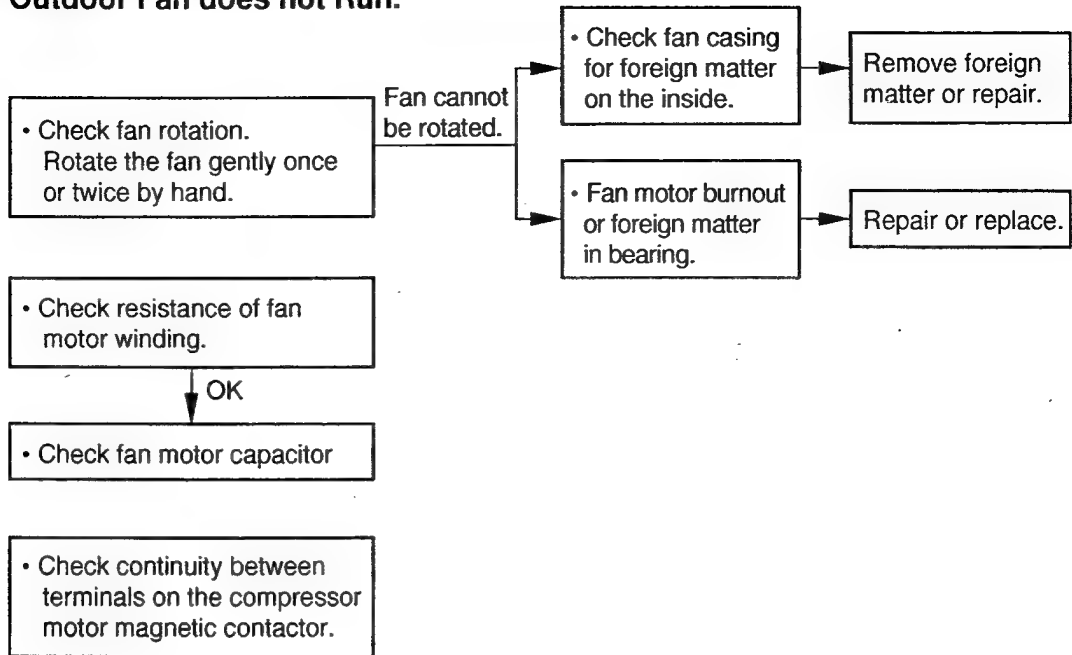 Outdoor Fan does not Run.
• Check fan rotation.
Rotate the fan gently once
or twice by hand.
Fan cannot
be rotated.
• Check fan casing
for foreign matter
on the inside.
Remove foreign
matter or repair.
• Fan motor burnout
or foreign matter
in bearing.
Repair or replace.
• Check resistance of fan
motor winding.
OK
• Check fan motor capacitor
• Check continuity between
terminals on the compressor
motor magnetic contactor.